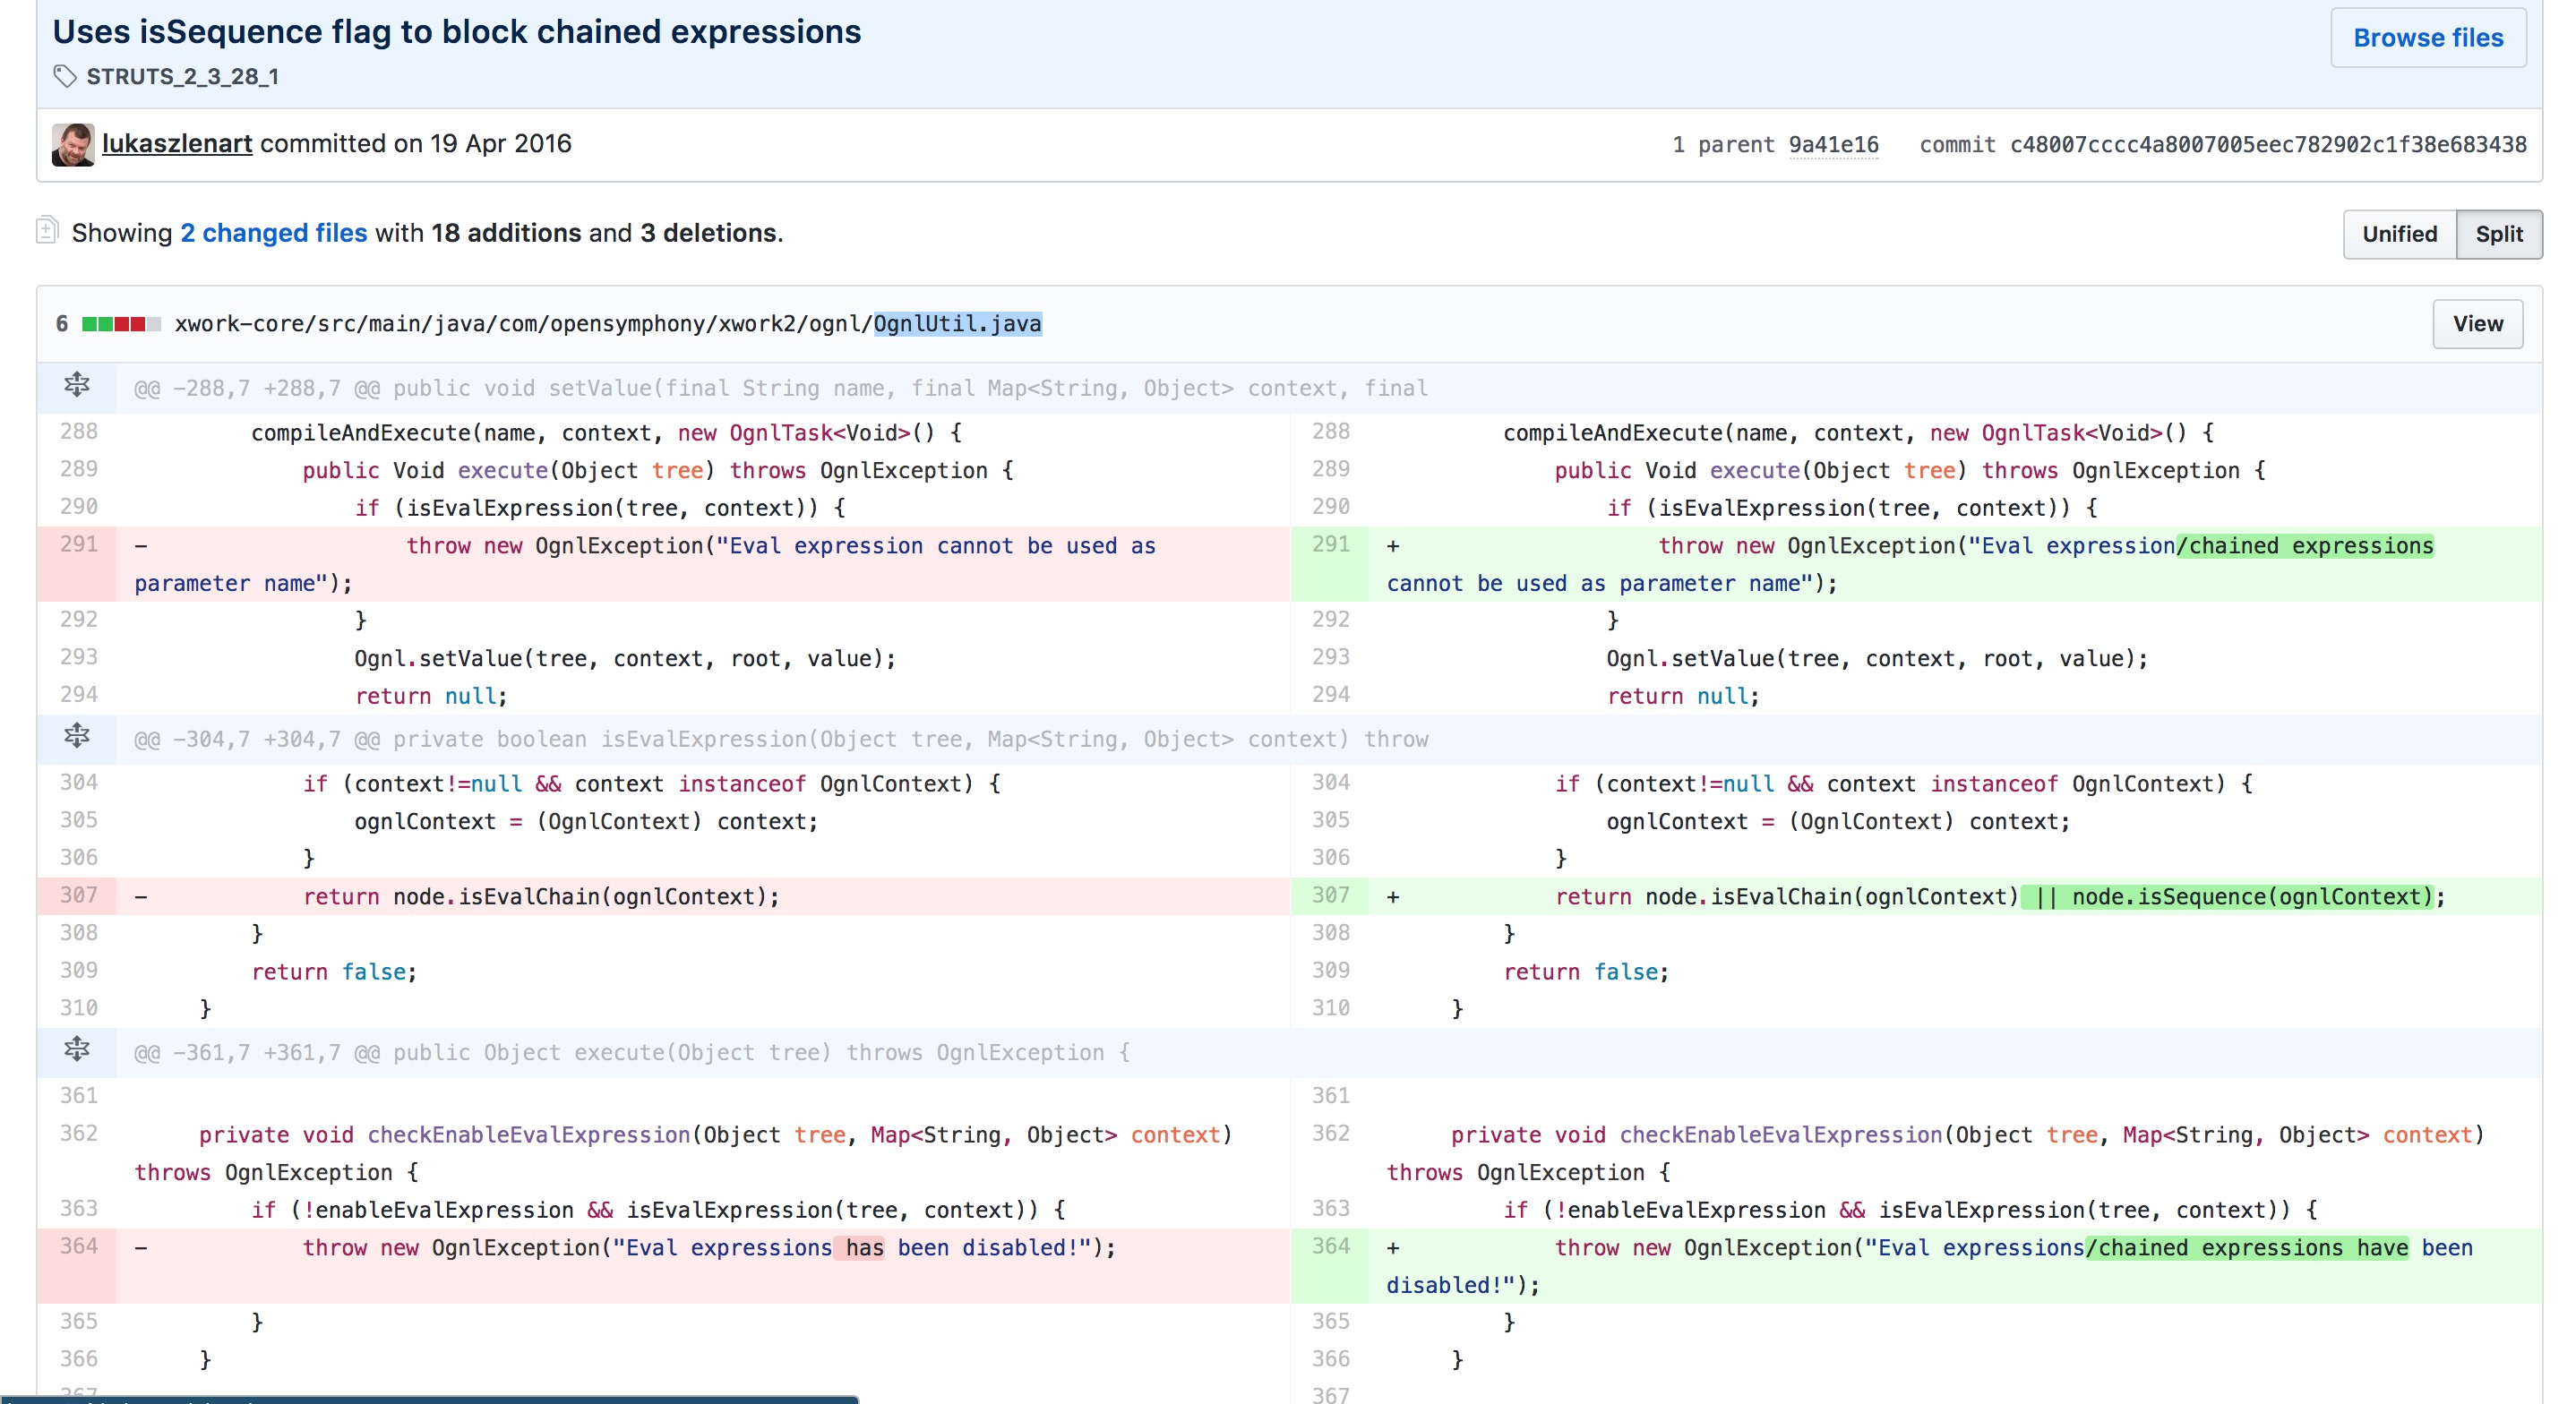 Uses isSequence flag to block chained expressions
Browse files
STRUTS_2_3_28_1
lukaszlenart committed on 19 Apr 2016
1 parent 9a41e16 commit c48007cccc4a8007005eec782902c1f38e683438
Showing 2 changed files with 18 additions and 3 deletions.
Unified Split
6 xwork-core/src/main/java/com/opensymphony/xwork2/ognl/OgnlUtil.java
View
@@ -288,7 +288,7 @@ public void setValue(final String name, final Map<String, Object> context, final
288 compileAndExecute(name, context, new OgnlTask<Void>() {
289 public Void execute(Object tree) throws OgnlException {
290 if (isEvalExpression(tree, context)) {
291 - throw new OgnlException("Eval expression cannot be used as
parameter name");
292 }
293 Ognl.setValue(tree, context, root, value);
294 return null;
288 compileAndExecute(name, context, new OgnlTask<Void>() {
289 public Void execute(Object tree) throws OgnlException {
290 if (isEvalExpression(tree, context)) {
291 + throw new OgnlException("Eval expression/chained expressions
cannot be used as parameter name");
292 }
293 Ognl.setValue(tree, context, root, value);
294 return null;
@@ -304,7 +304,7 @@ private boolean isEvalExpression(Object tree, Map<String, Object> context) throw
304 if (context!=null && context instanceof OgnlContext) {
305 ognlContext = (OgnlContext) context;
306 }
307 - return node.isEvalChain(ognlContext);
308 }
309 return false;
310 }
304 if (context!=null && context instanceof OgnlContext) {
305 ognlContext = (OgnlContext) context;
306 }
307 + return node.isEvalChain(ognlContext) || node.isSequence(ognlContext);
308 }
309 return false;
310 }
@@ -361,7 +361,7 @@ public Object execute(Object tree) throws OgnlException {
361
362 private void checkEnableEvalExpression(Object tree, Map<String, Object> context)
throws OgnlException {
363 if (!enableEvalExpression && isEvalExpression(tree, context)) {
364 - throw new OgnlException("Eval expressions has been disabled!");
365 }
366 }
361
362 private void checkEnableEvalExpression(Object tree, Map<String, Object> context)
throws OgnlException {
363 if (!enableEvalExpression && isEvalExpression(tree, context)) {
364 + throw new OgnlException("Eval expressions/chained expressions have been
disabled!");
365 }
366 }
367